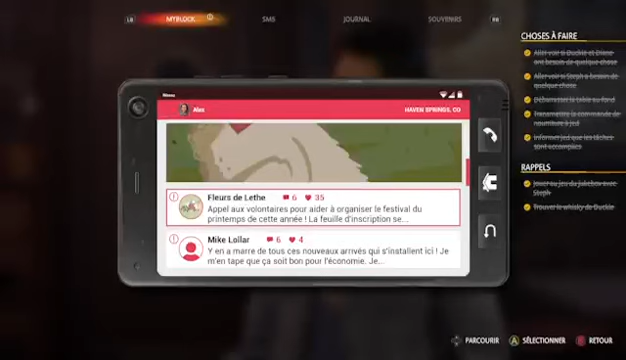 LB MYBLOCK SMS JOURNAL SOUVENIRS RB
CHOSES À FAIRE
Aller voir si Duckie et Diane
ont besoin de quelque chose
Aller voir si Steph a besoin de
quelque chose
Débarrasser la table au fond
Transmettre la commande de
nourriture à Jed
Informer Jed que les tâches
sont accomplies
RAPPELS
Jouer au jeu du jukebox avec
Steph
Trouver le whisky de Duckie
Menu
Alex HAVEN SPRINGS, CO
Fleurs de Lethe 6 35
Appel aux volontaires pour aider à organiser le festival du
printemps de cette année ! La feuille d'inscription se...
Mike Lollar 6 4
Y en a marre de tous ces nouveaux arrivés qui s'installent ici ! Je
m'en tape que ça soit bon pour l'économie. Je...
PARCOURIR A SÉLECTIONNER B RETOUR